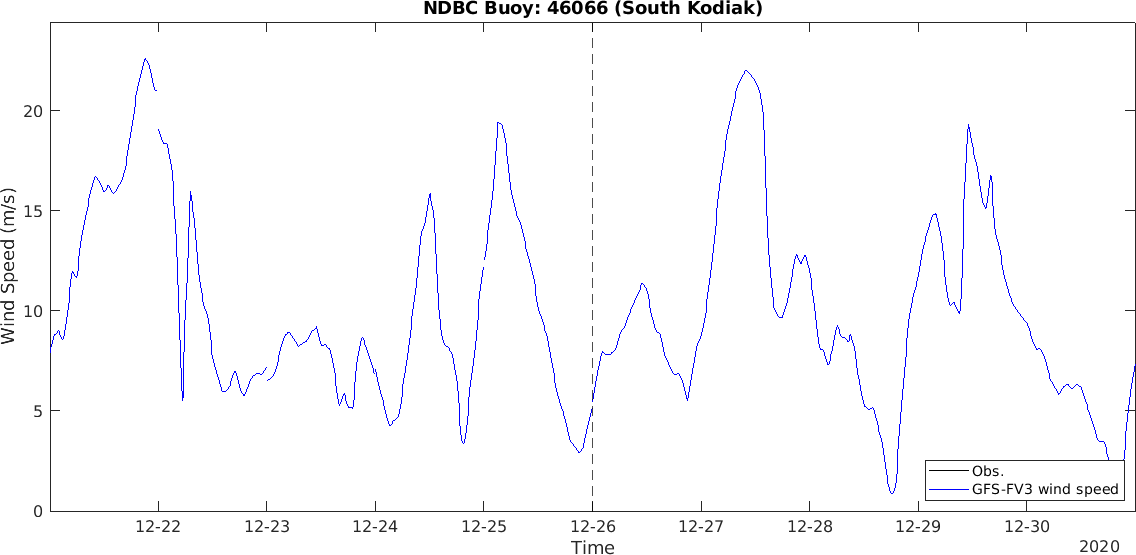 NDBC Buoy: 46066 (South Kodiak)
Wind Speed (m/s)
20
15
10
5
0
12-22 12-23 12-24 12-25 12-26 12-27 12-28 12-29 12-30
Time
2020
Obs.
GFS-FV3 wind speed